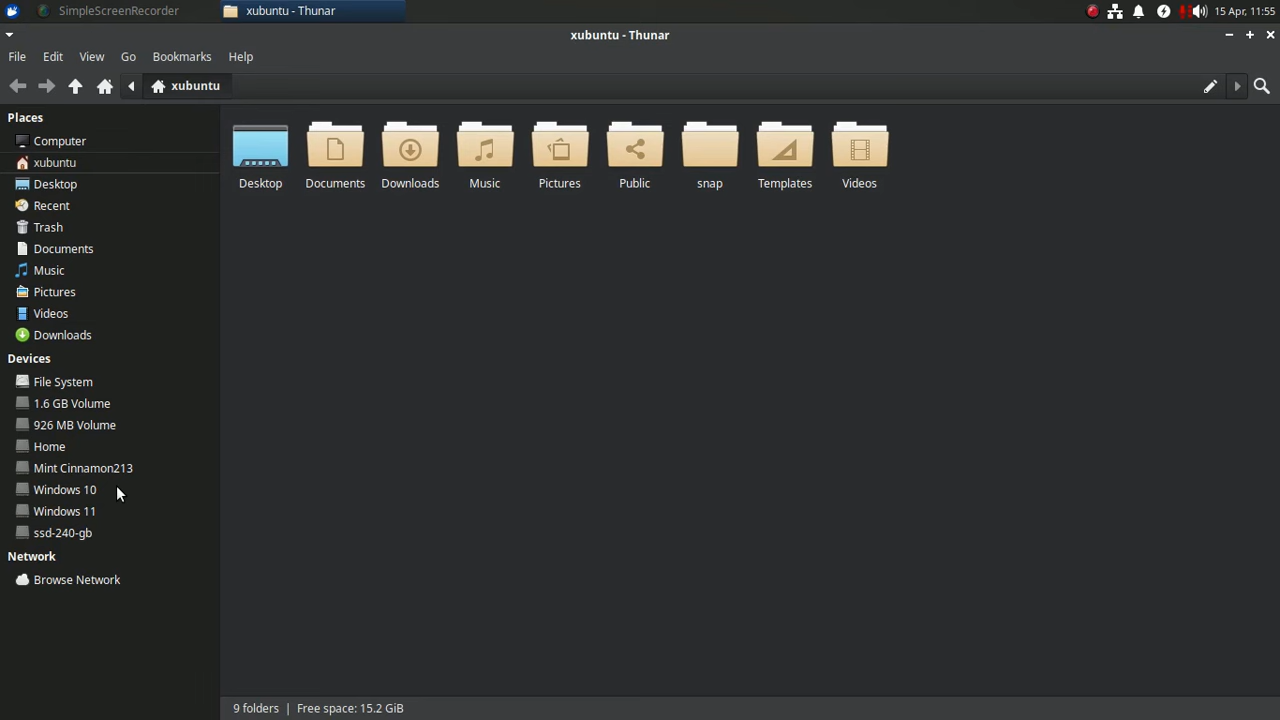 SimpleScreenRecorder
xubuntu - Thunar
15 Apr, 11:55
xubuntu - Thunar
File Edit View Go Bookmarks Help
xubuntu
Places
Computer
xubuntu
Desktop
Recent
Trash
Documents
Music
Pictures
Videos
Downloads
Devices
File System
1.6 GB Volume
926 MB Volume
Home
Mint Cinnamon213
Windows 10
Windows 11
ssd-240-gb
Network
Browse Network
Desktop Documents Downloads Music Pictures Public snap Templates Videos
9 folders | Free space: 15.2 GiB